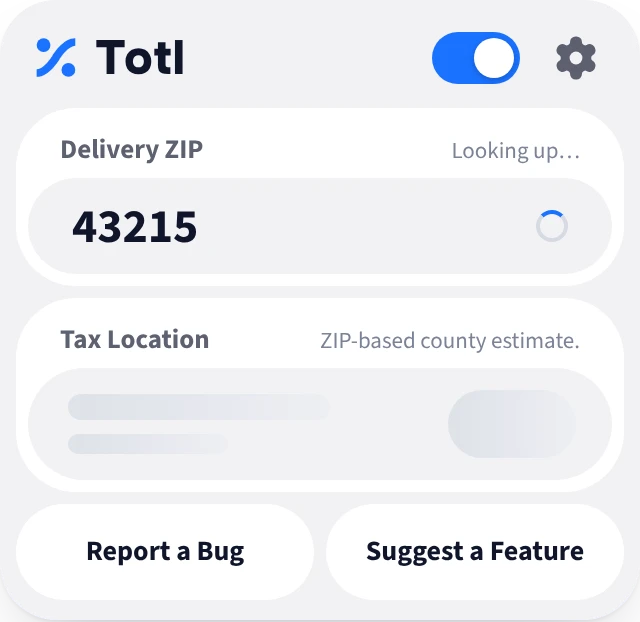 Totl
Delivery ZIP
Looking up…
43215
Tax Location
ZIP-based county estimate.
Report a Bug
Suggest a Feature